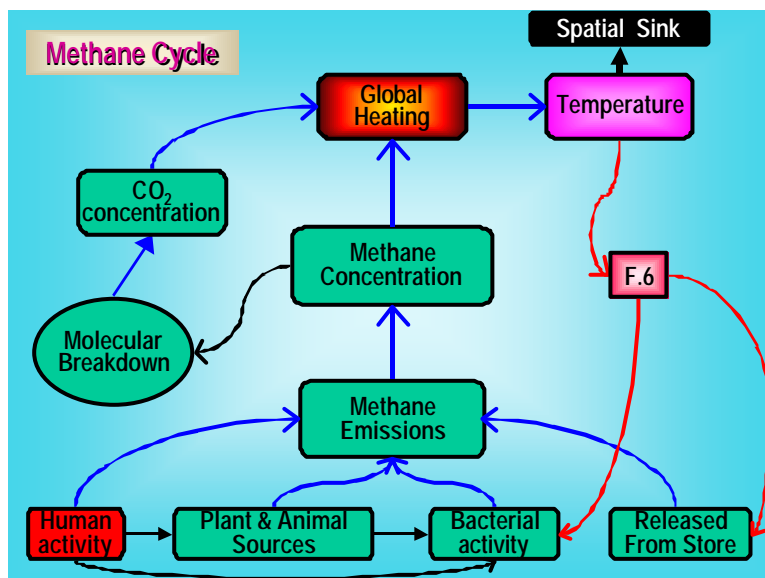 Spatial Sink
Methane Cycle
Global
Heating
Temperature
CO₂
concentration
Methane
Concentration
F.6
Molecular
Breakdown
Methane
Emissions
Human
activity
Plant & Animal
Sources
Bacterial
activity
Released
From Store